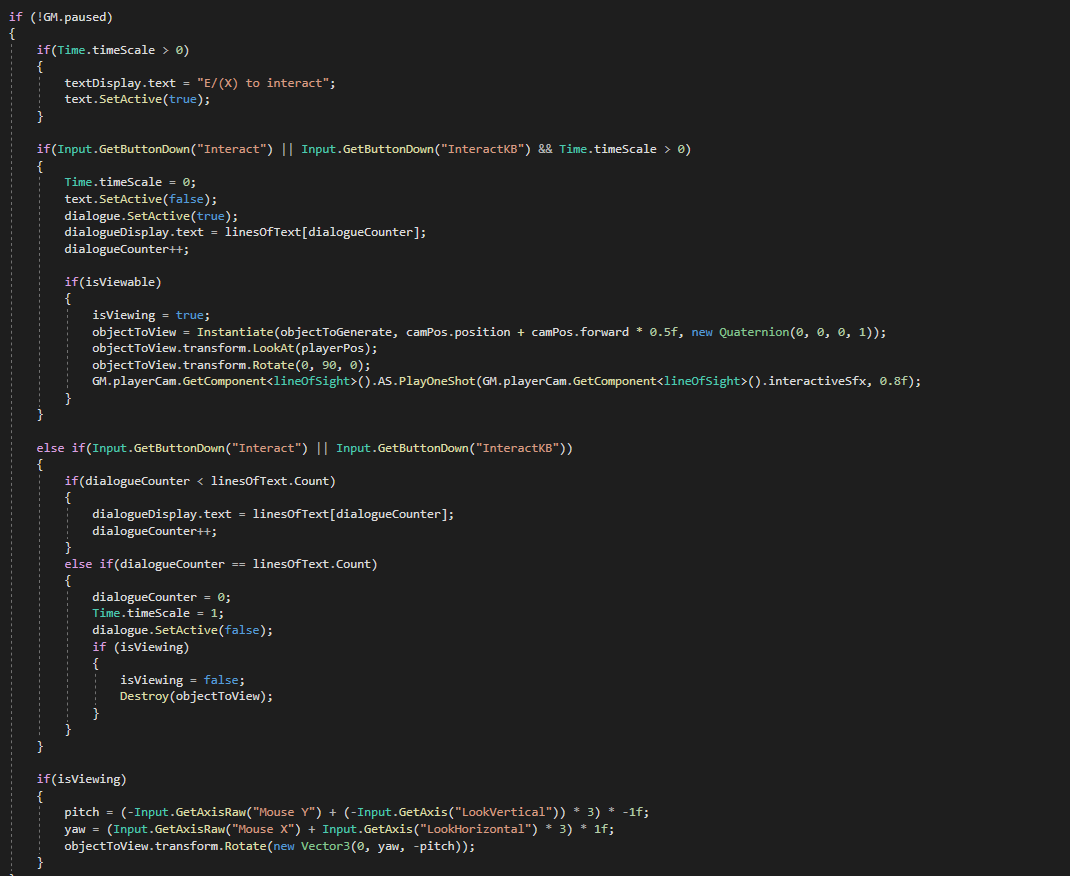 if (!GM.paused)
{
if(Time.timeScale > 0)
{
textDisplay.text = "E/(X) to interact";
text.SetActive(true);
}
if(Input.GetButtonDown("Interact") || Input.GetButtonDown("InteractKB") && Time.timeScale > 0)
{
Time.timeScale = 0;
text.SetActive(false);
dialogue.SetActive(true);
dialogueDisplay.text = linesOfText[dialogueCounter];
dialogueCounter++;
if(isViewable)
{
isViewing = true;
objectToView = Instantiate(objectToGenerate, camPos.position + camPos.forward * 0.5f, new Quaternion(0, 0, 0, 1));
objectToView.transform.LookAt(playerPos);
objectToView.transform.Rotate(0, 90, 0);
GM.playerCam.GetComponent<lineOfSight>().AS.PlayOneShot(GM.playerCam.GetComponent<lineOfSight>().interactiveSfx, 0.8f);
}
}
else if(Input.GetButtonDown("Interact") || Input.GetButtonDown("InteractKB"))
{
if(dialogueCounter < linesOfText.Count)
{
dialogueDisplay.text = linesOfText[dialogueCounter];
dialogueCounter++;
}
else if(dialogueCounter == linesOfText.Count)
{
dialogueCounter = 0;
Time.timeScale = 1;
dialogue.SetActive(false);
if (isViewing)
{
isViewing = false;
Destroy(objectToView);
}
}
}
if(isViewing)
{
pitch = (-Input.GetAxisRaw("Mouse Y") + (-Input.GetAxis("LookVertical")) * 3) * -1f;
yaw = (Input.GetAxisRaw("Mouse X") + Input.GetAxis("LookHorizontal") * 3) * 1f;
objectToView.transform.Rotate(new Vector3(0, yaw, -pitch));
}